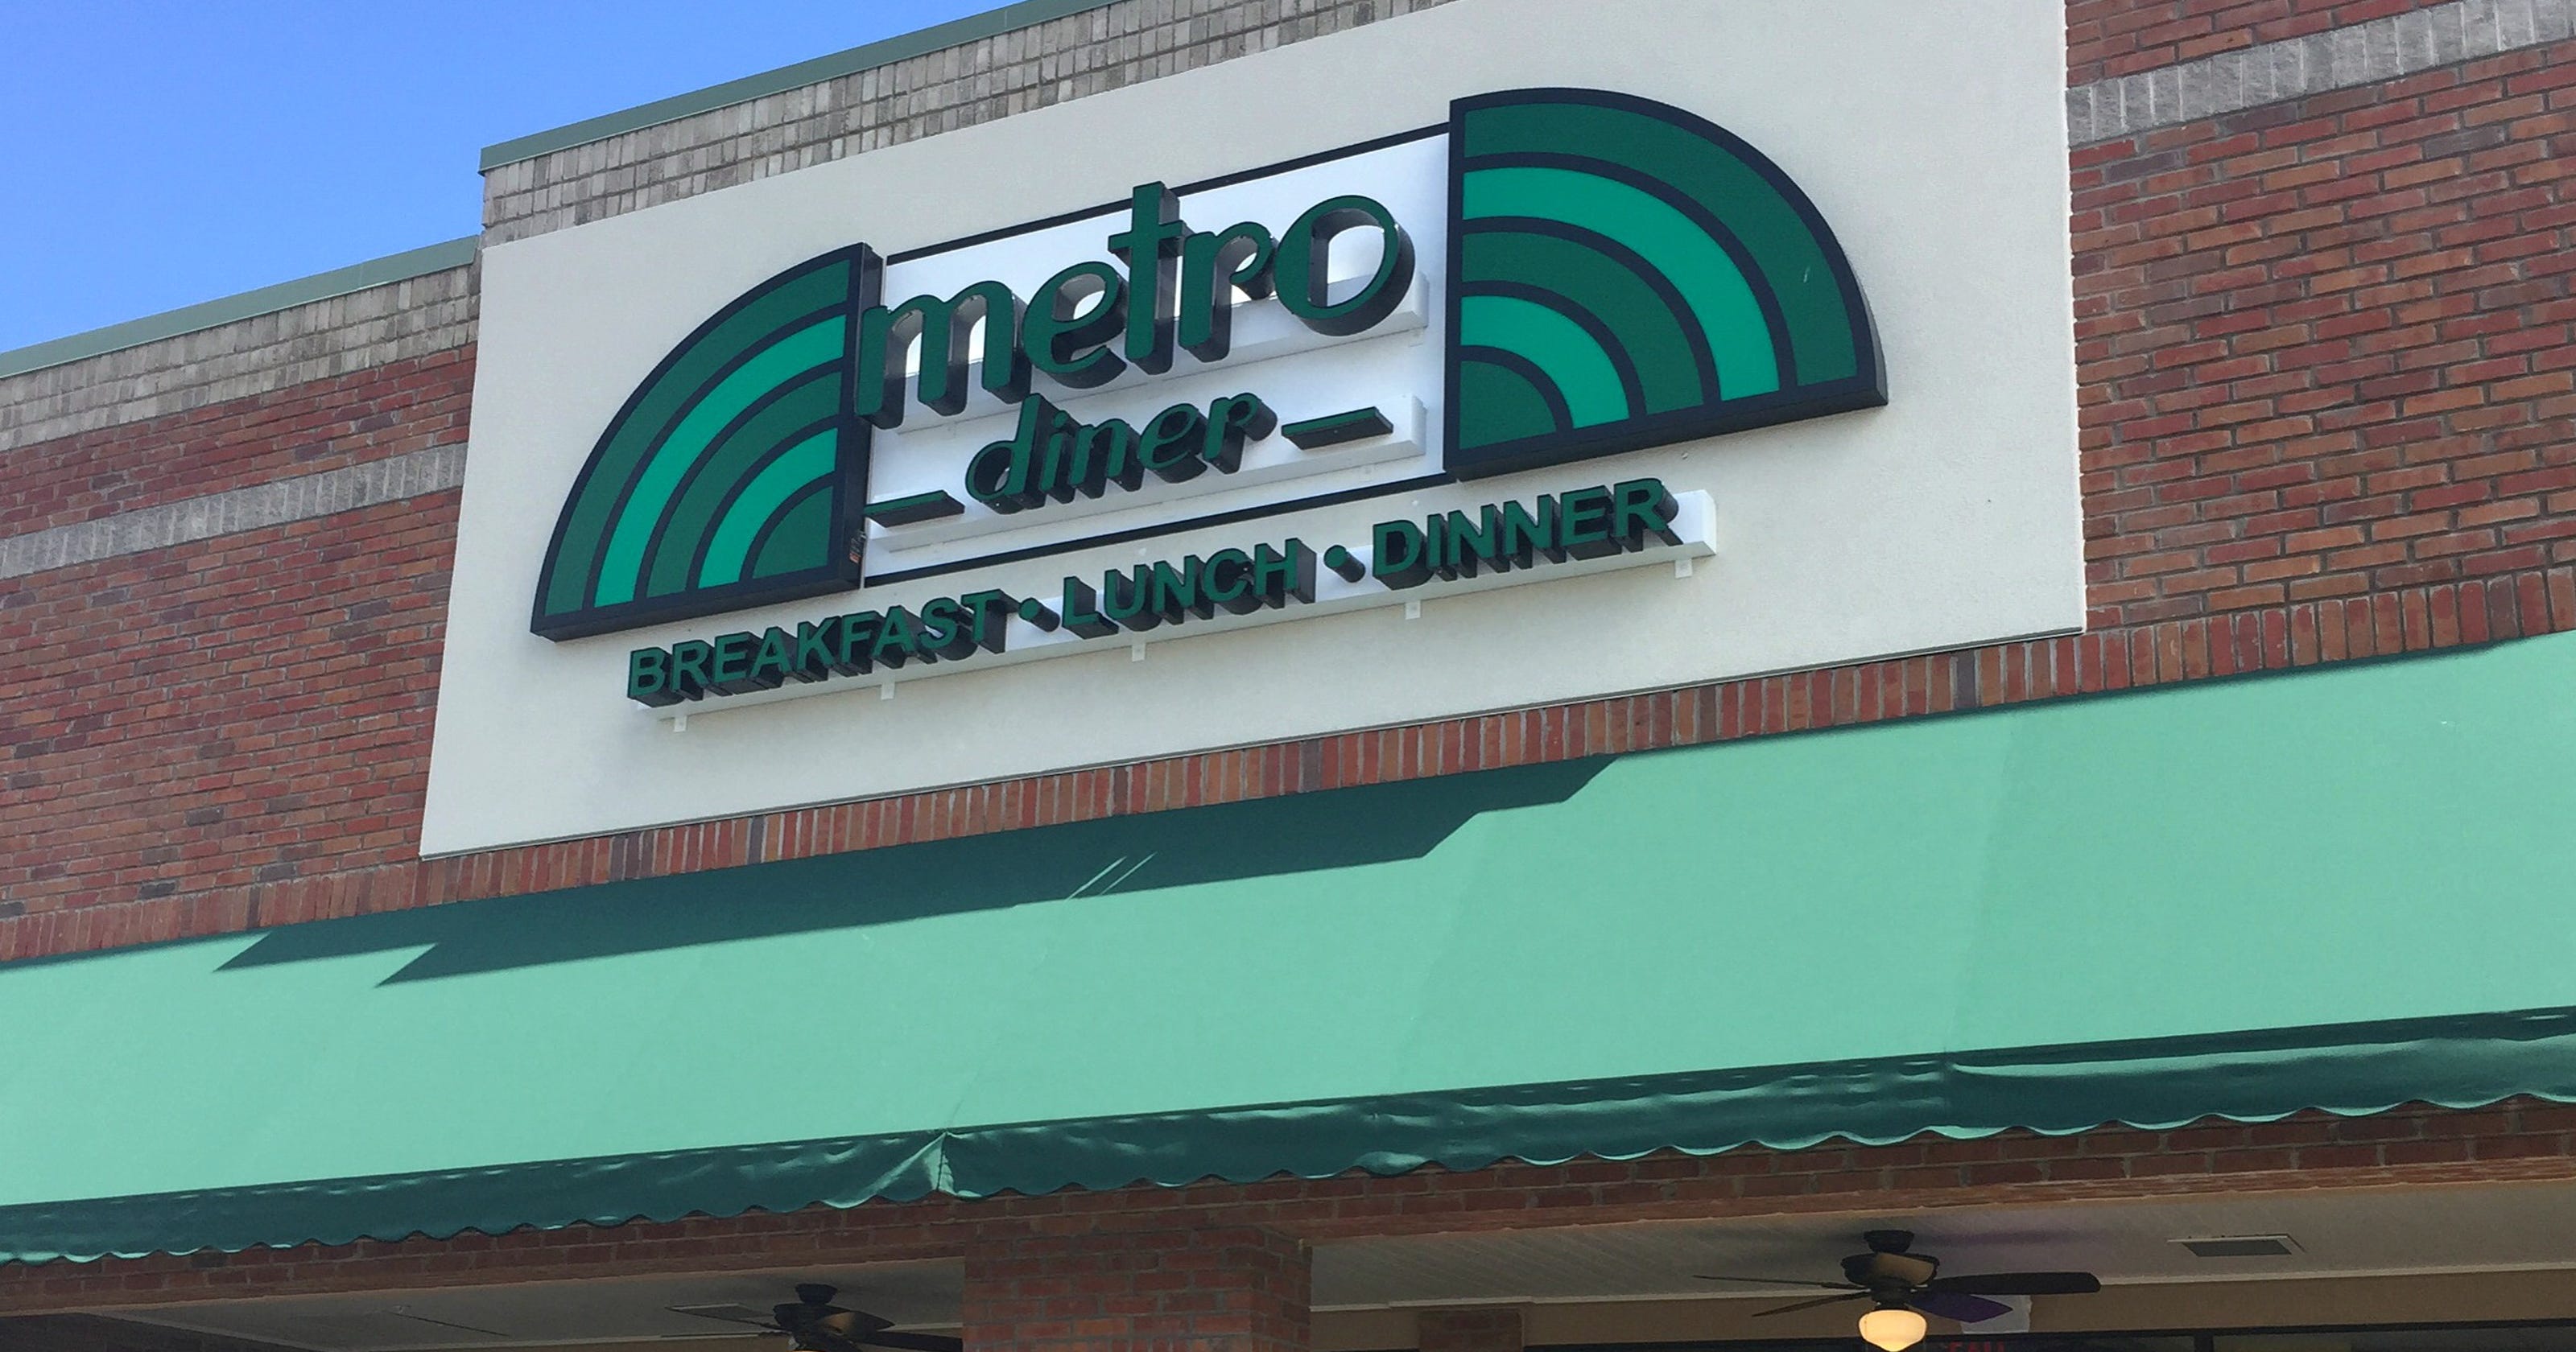 metro
diner
BREAKFAST • LUNCH • DINNER